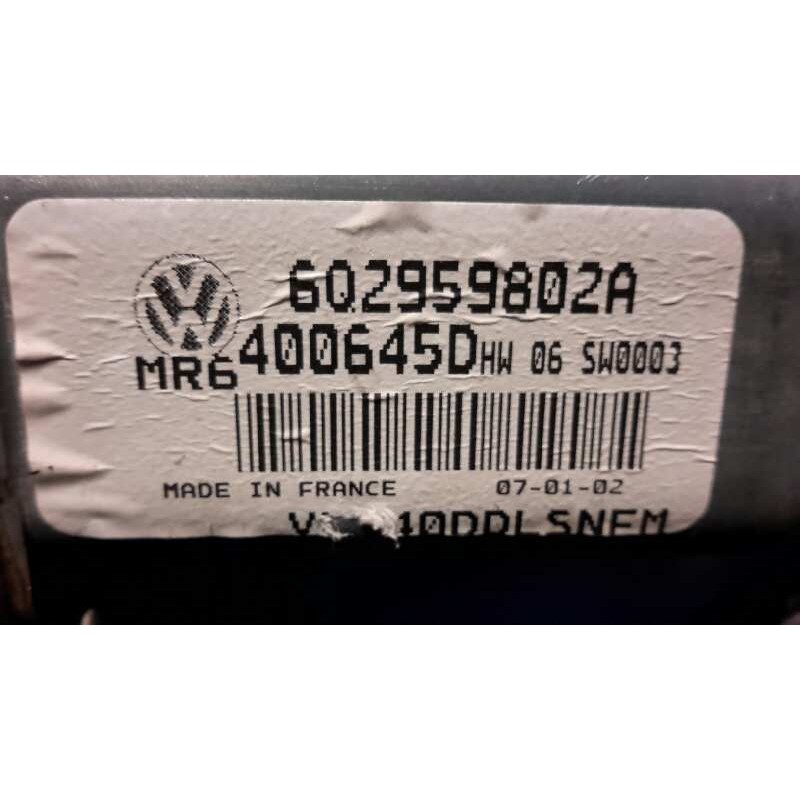 6Q2959802A
MR6 400645D HW 06 SW0003
MADE IN FRANCE 07-01-02